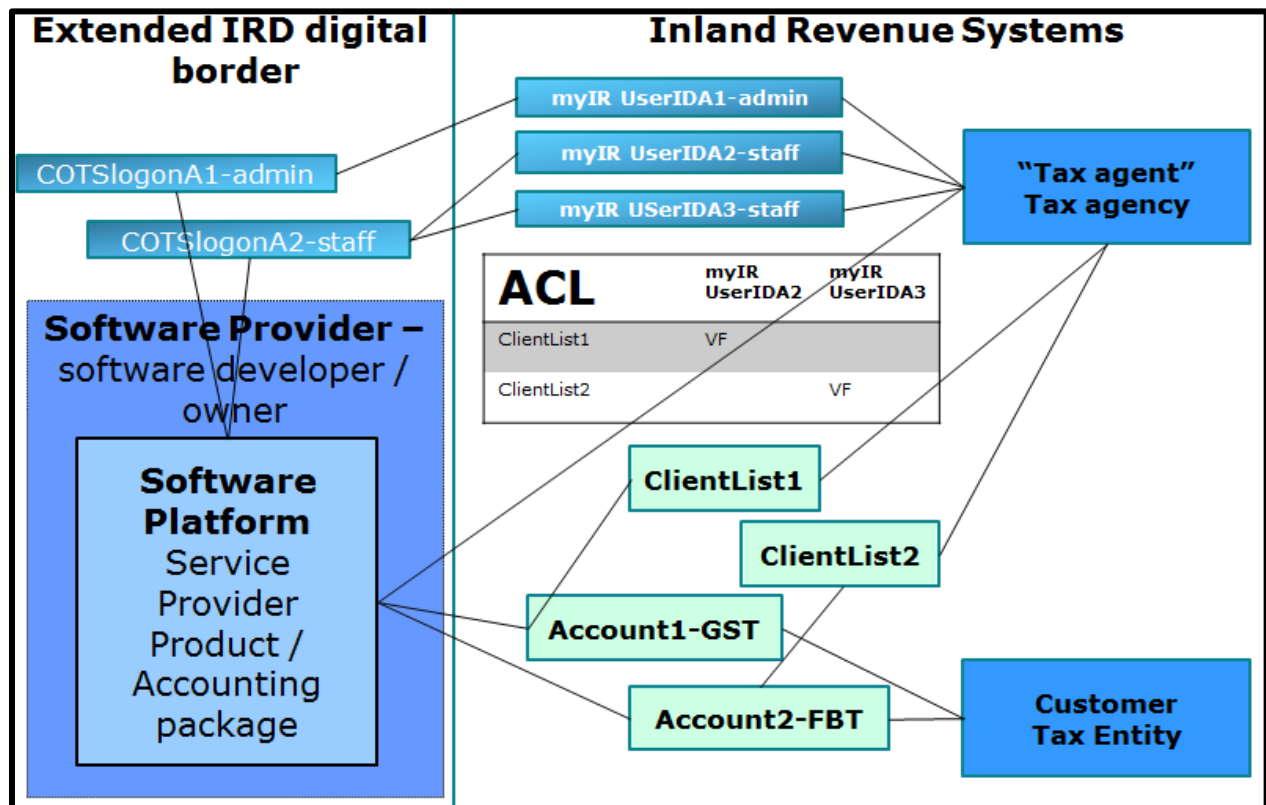 Extended IRD digital
border
COTSlogonA1-admin
COTSlogonA2-staff
Software Provider –
software developer /
owner
Software
Platform
Service
Provider
Product /
Accounting
package
Inland Revenue Systems
myIR UserIDA1-admin
myIR UserIDA2-staff
myIR USerIDA3-staff
“Tax agent”
Tax agency
ACL
myIR
UserIDA2
myIR
UserIDA3
ClientList1 VF
ClientList2 VF
ClientList1
ClientList2
Account1-GST
Account2-FBT
Customer
Tax Entity